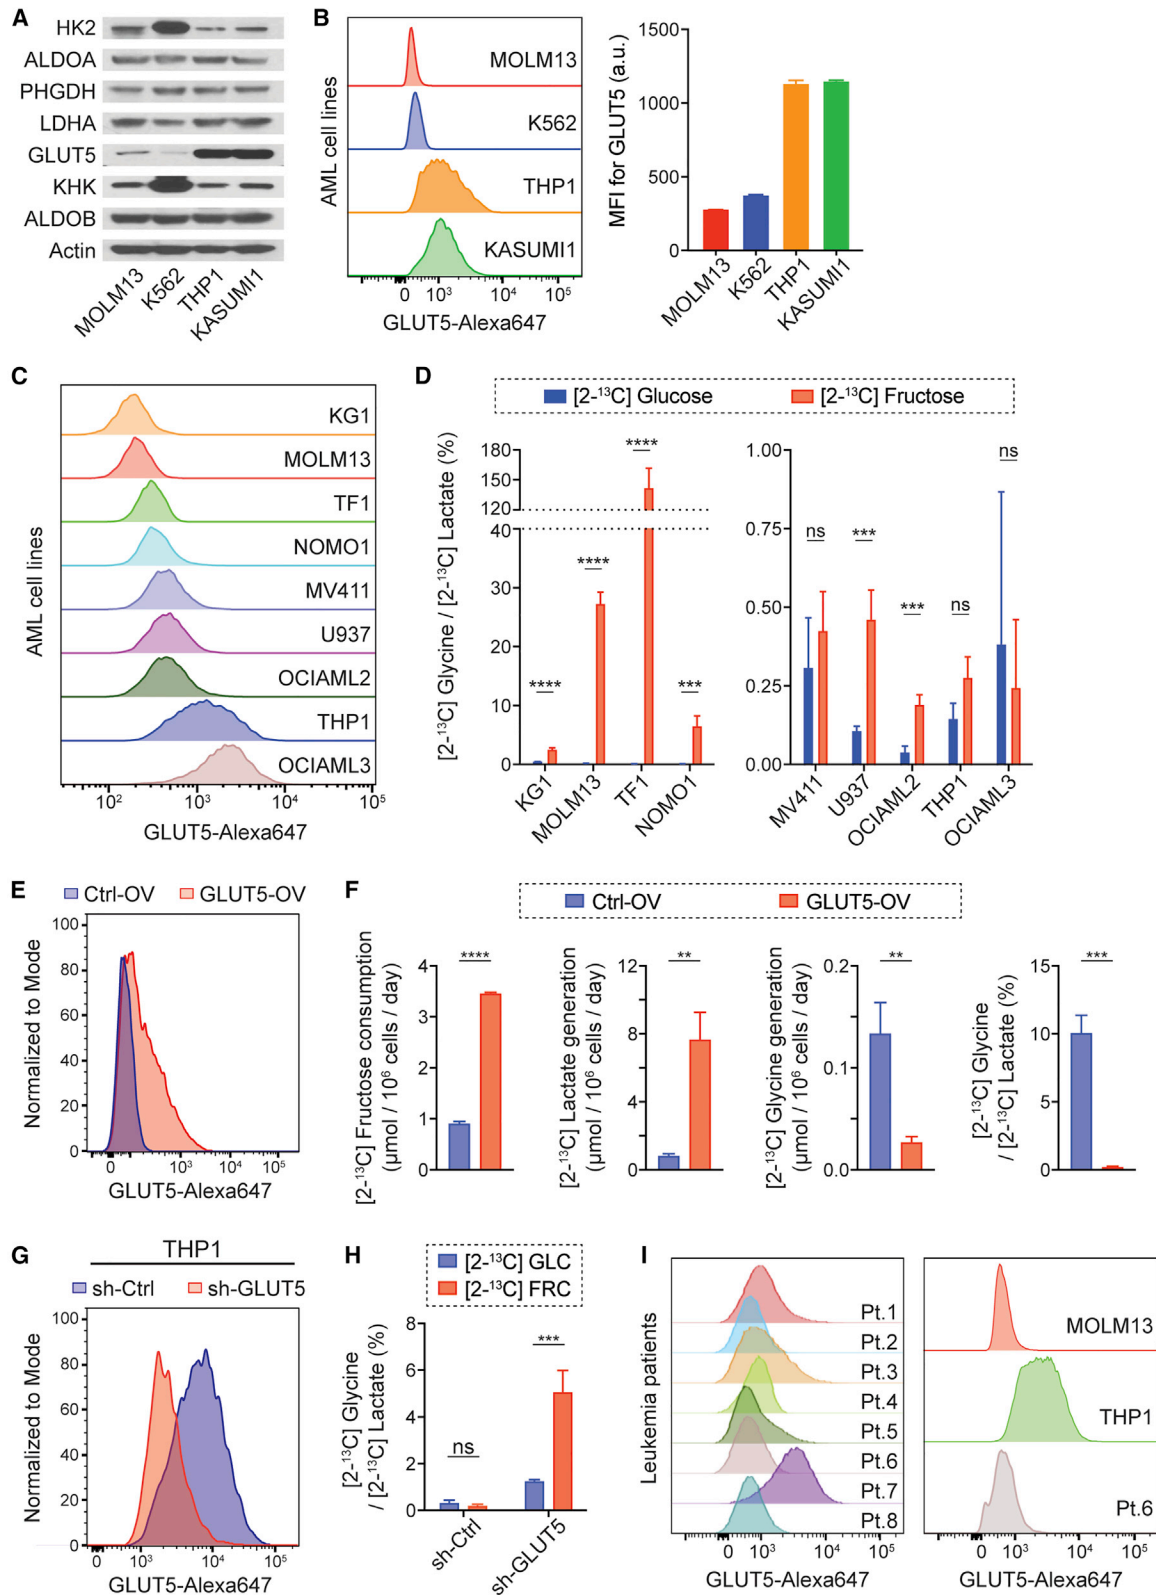 A
HK2
ALDOA
PHGDH
LDHA
GLUT5
KHK
ALDOB
Actin
MOLM13
K562
THP1
KASUMI1
B
AML cell lines
MOLM13
K562
THP1
KASUMI1
0 10³ 10⁴ 10⁵
GLUT5-Alexa647
MFI for GLUT5 (a.u.)
1500
1000
500
0
MOLM13
K562
THP1
KASUMI1
C
AML cell lines
KG1
MOLM13
TF1
NOMO1
MV411
U937
OCIAML2
THP1
OCIAML3
10² 10³ 10⁴ 10⁵
GLUT5-Alexa647
D
[2-¹³C] Glucose [2-¹³C] Fructose
[2-¹³C] Glycine / [2-¹³C] Lactate (%)
180
150
120
40
30
20
10
0
**** **** **** ***
KG1
MOLM13
TF1
NOMO1
1.00
0.75
0.50
0.25
0.00
ns *** *** ns ns
MV411
U937
OCIAML2
THP1
OCIAML3
E
Ctrl-OV GLUT5-OV
Normalized to Mode
100
80
60
40
20
0
0 10³ 10⁴ 10⁵
GLUT5-Alexa647
F
Ctrl-OV GLUT5-OV
[2-¹³C] Fructose consumption
(μmol / 10⁶ cells / day)
4
3
2
1
0
****
[2-¹³C] Lactate generation
(μmol / 10⁶ cells / day)
12
9
6
3
0
**
[2-¹³C] Glycine generation
(μmol / 10⁶ cells / day)
0.2
0.1
0.0
**
[2-¹³C] Glycine
/ [2-¹³C] Lactate (%)
15
10
5
0
***
G
THP1
sh-Ctrl sh-GLUT5
Normalized to Mode
100
80
60
40
20
0
0 10³ 10⁴ 10⁵
GLUT5-Alexa647
H
[2-¹³C] GLC
[2-¹³C] FRC
[2-¹³C] Glycine
/ [2-¹³C] Lactate (%)
8
6
4
2
0
ns ***
sh-Ctrl
sh-GLUT5
I
Leukemia patients
Pt.1
Pt.2
Pt.3
Pt.4
Pt.5
Pt.6
Pt.7
Pt.8
0 10³ 10⁴ 10⁵
GLUT5-Alexa647
MOLM13
THP1
Pt.6
0 10³ 10⁴ 10⁵
GLUT5-Alexa647